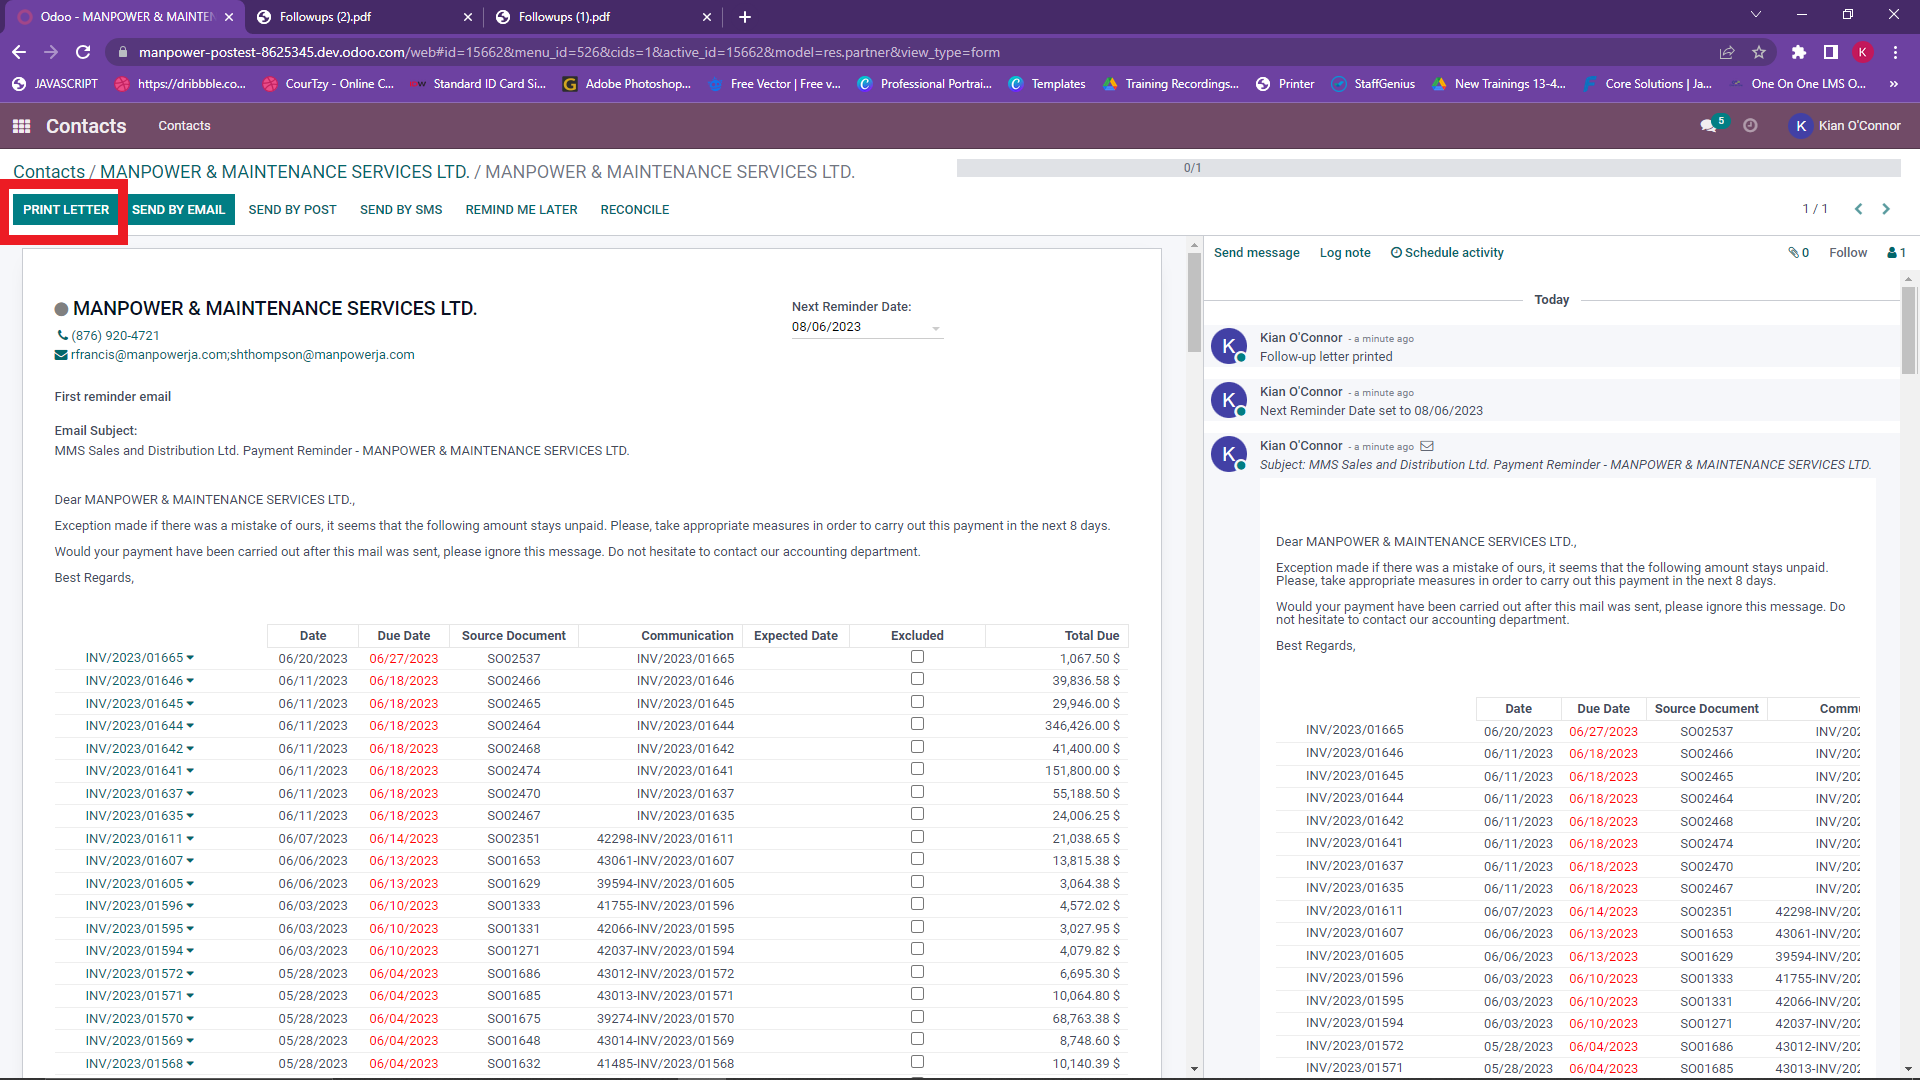 Odoo - MANPOWER & MAINTEN
Followups (2).pdf
Followups (1).pdf
manpower-postest-8625345.dev.odoo.com/web#id=15662&menu_id=526&cids=1&active_id=15662&model=res.partner&view_type=form
K
JAVASCRIPT
https://dribbble.co...
CourTzy - Online C...
Standard ID Card Si...
Adobe Photoshop...
Free Vector | Free v...
Professional Portrai...
Templates
Training Recordings...
Printer
StaffGenius
New Trainings 13-4...
Core Solutions | Ja...
One On One LMS O...
»
Contacts
Contacts
5
K
Kian O'Connor
Contacts / MANPOWER & MAINTENANCE SERVICES LTD. / MANPOWER & MAINTENANCE SERVICES LTD.
0/1
PRINT LETTER
SEND BY EMAIL
SEND BY POST
SEND BY SMS
REMIND ME LATER
RECONCILE
1 / 1
MANPOWER & MAINTENANCE SERVICES LTD.
(876) 920-4721
rfrancis@manpowerja.com;shthompson@manpowerja.com
Next Reminder Date:
08/06/2023
First reminder email
Email Subject:
MMS Sales and Distribution Ltd. Payment Reminder - MANPOWER & MAINTENANCE SERVICES LTD.
Dear MANPOWER & MAINTENANCE SERVICES LTD.,
Exception made if there was a mistake of ours, it seems that the following amount stays unpaid. Please, take appropriate measures in order to carry out this payment in the next 8 days.
Would your payment have been carried out after this mail was sent, please ignore this message. Do not hesitate to contact our accounting department.
Best Regards,
Date Due Date Source Document Communication Expected Date Excluded Total Due
INV/2023/01665 06/20/2023 06/27/2023 SO02537 INV/2023/01665 1,067.50 $
INV/2023/01646 06/11/2023 06/18/2023 SO02466 INV/2023/01646 39,836.58 $
INV/2023/01645 06/11/2023 06/18/2023 SO02465 INV/2023/01645 29,946.00 $
INV/2023/01644 06/11/2023 06/18/2023 SO02464 INV/2023/01644 346,426.00 $
INV/2023/01642 06/11/2023 06/18/2023 SO02468 INV/2023/01642 41,400.00 $
INV/2023/01641 06/11/2023 06/18/2023 SO02474 INV/2023/01641 151,800.00 $
INV/2023/01637 06/11/2023 06/18/2023 SO02470 INV/2023/01637 55,188.50 $
INV/2023/01635 06/11/2023 06/18/2023 SO02467 INV/2023/01635 24,006.25 $
INV/2023/01611 06/07/2023 06/14/2023 SO02351 42298-INV/2023/01611 21,038.65 $
INV/2023/01607 06/06/2023 06/13/2023 SO01653 43061-INV/2023/01607 13,815.38 $
INV/2023/01605 06/06/2023 06/13/2023 SO01629 39594-INV/2023/01605 3,064.38 $
INV/2023/01596 06/03/2023 06/10/2023 SO01333 41755-INV/2023/01596 4,572.02 $
INV/2023/01595 06/03/2023 06/10/2023 SO01331 42066-INV/2023/01595 3,027.95 $
INV/2023/01594 06/03/2023 06/10/2023 SO01271 42037-INV/2023/01594 4,079.82 $
INV/2023/01572 05/28/2023 06/04/2023 SO01686 43012-INV/2023/01572 6,695.30 $
INV/2023/01571 05/28/2023 06/04/2023 SO01685 43013-INV/2023/01571 10,064.80 $
INV/2023/01570 05/28/2023 06/04/2023 SO01675 39274-INV/2023/01570 68,763.38 $
INV/2023/01569 05/28/2023 06/04/2023 SO01648 43014-INV/2023/01569 8,748.60 $
INV/2023/01568 05/28/2023 06/04/2023 SO01632 41485-INV/2023/01568 10,140.39 $
Send message
Log note
Schedule activity
0
Follow
1
Today
K
Kian O'Connor - a minute ago
Follow-up letter printed
K
Kian O'Connor - a minute ago
Next Reminder Date set to 08/06/2023
K
Kian O'Connor - a minute ago
Subject: MMS Sales and Distribution Ltd. Payment Reminder - MANPOWER & MAINTENANCE SERVICES LTD.
Dear MANPOWER & MAINTENANCE SERVICES LTD.,
Exception made if there was a mistake of ours, it seems that the following amount stays unpaid.
Please, take appropriate measures in order to carry out this payment in the next 8 days.
Would your payment have been carried out after this mail was sent, please ignore this message. Do
not hesitate to contact our accounting department.
Best Regards,
Date Due Date Source Document Commu
INV/2023/01665 06/20/2023 06/27/2023 SO02537 INV/202
INV/2023/01646 06/11/2023 06/18/2023 SO02466 INV/202
INV/2023/01645 06/11/2023 06/18/2023 SO02465 INV/202
INV/2023/01644 06/11/2023 06/18/2023 SO02464 INV/202
INV/2023/01642 06/11/2023 06/18/2023 SO02468 INV/202
INV/2023/01641 06/11/2023 06/18/2023 SO02474 INV/202
INV/2023/01637 06/11/2023 06/18/2023 SO02470 INV/202
INV/2023/01635 06/11/2023 06/18/2023 SO02467 INV/202
INV/2023/01611 06/07/2023 06/14/2023 SO02351 42298-INV/202
INV/2023/01607 06/06/2023 06/13/2023 SO01653 43061-INV/202
INV/2023/01605 06/06/2023 06/13/2023 SO01629 39594-INV/202
INV/2023/01596 06/03/2023 06/10/2023 SO01333 41755-INV/202
INV/2023/01595 06/03/2023 06/10/2023 SO01331 42066-INV/202
INV/2023/01594 06/03/2023 06/10/2023 SO01271 42037-INV/202
INV/2023/01572 05/28/2023 06/04/2023 SO01686 43012-INV/202
INV/2023/01571 05/28/2023 06/04/2023 SO01685 43013-INV/202